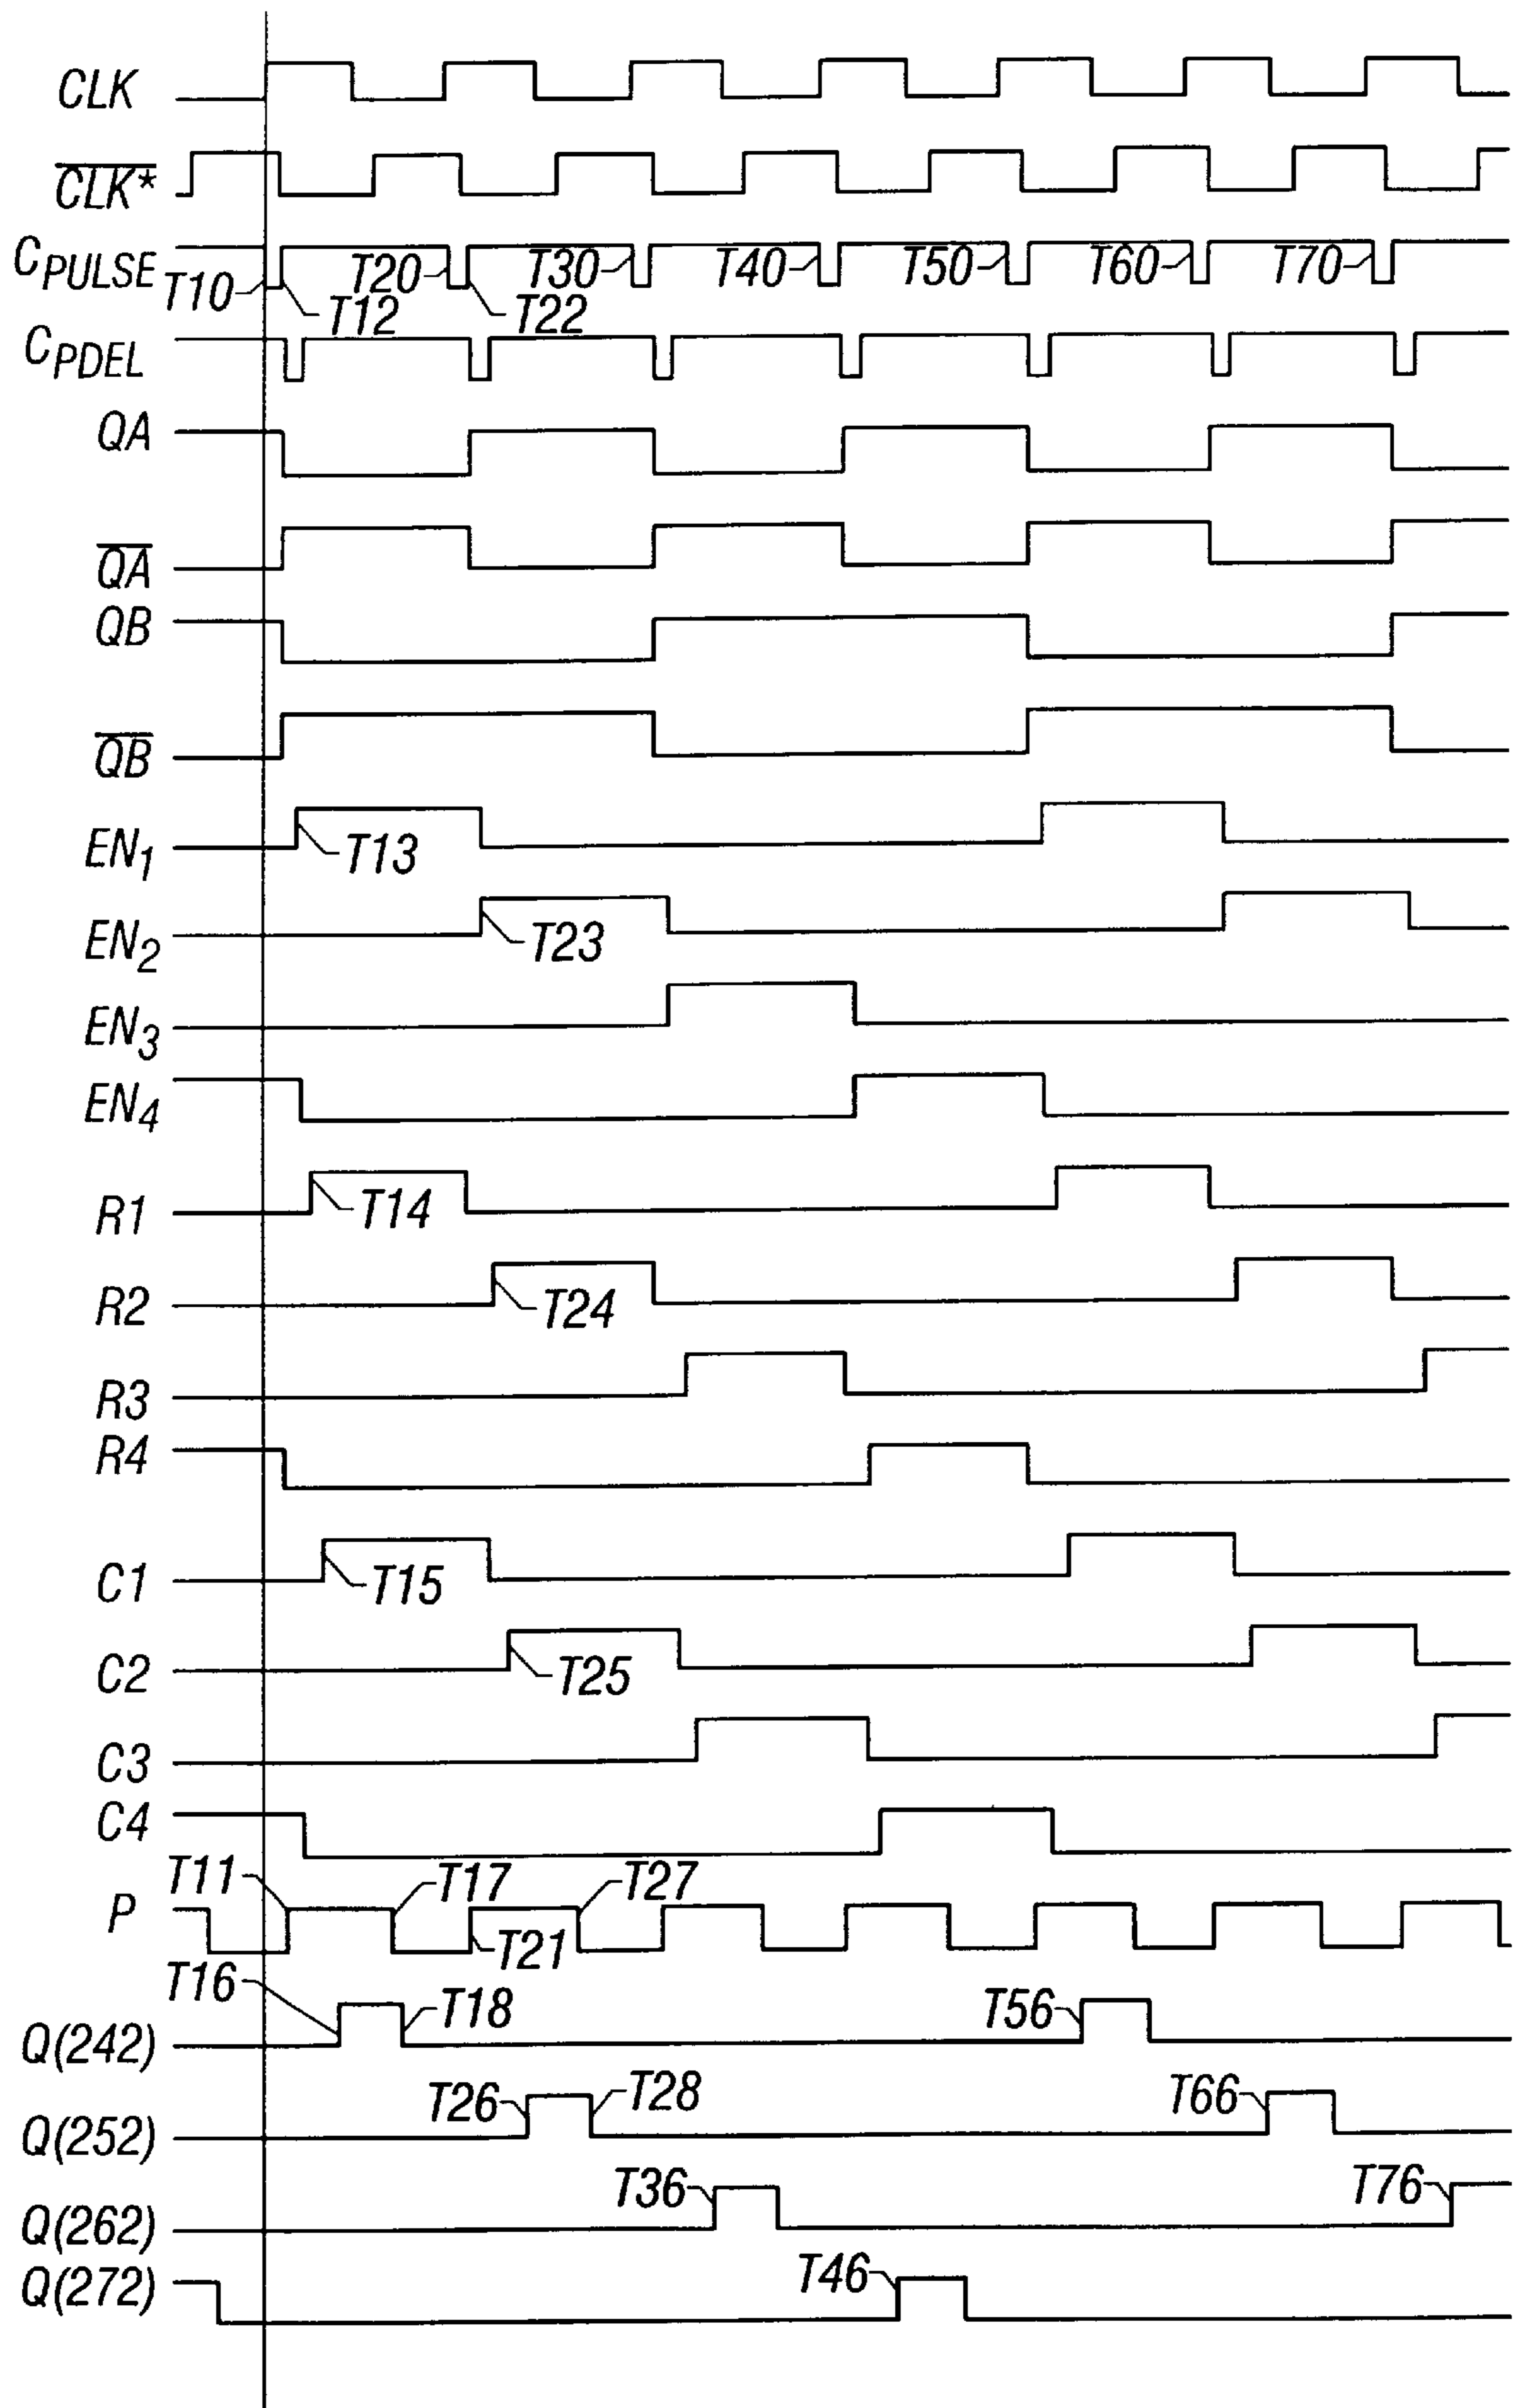 CLK
CLK*
CPULSE T10 T12 T20 T22 T30 T40 T50 T60 T70
CPDEL
QA
QA
QB
QB
EN1 T13
EN2 T23
EN3
EN4
R1 T14
R2 T24
R3
R4
C1 T15
C2 T25
C3
C4
P T11 T17 T21 T27
Q(242) T16 T18 T56
Q(252) T26 T28 T66
Q(262) T36 T76
Q(272) T46